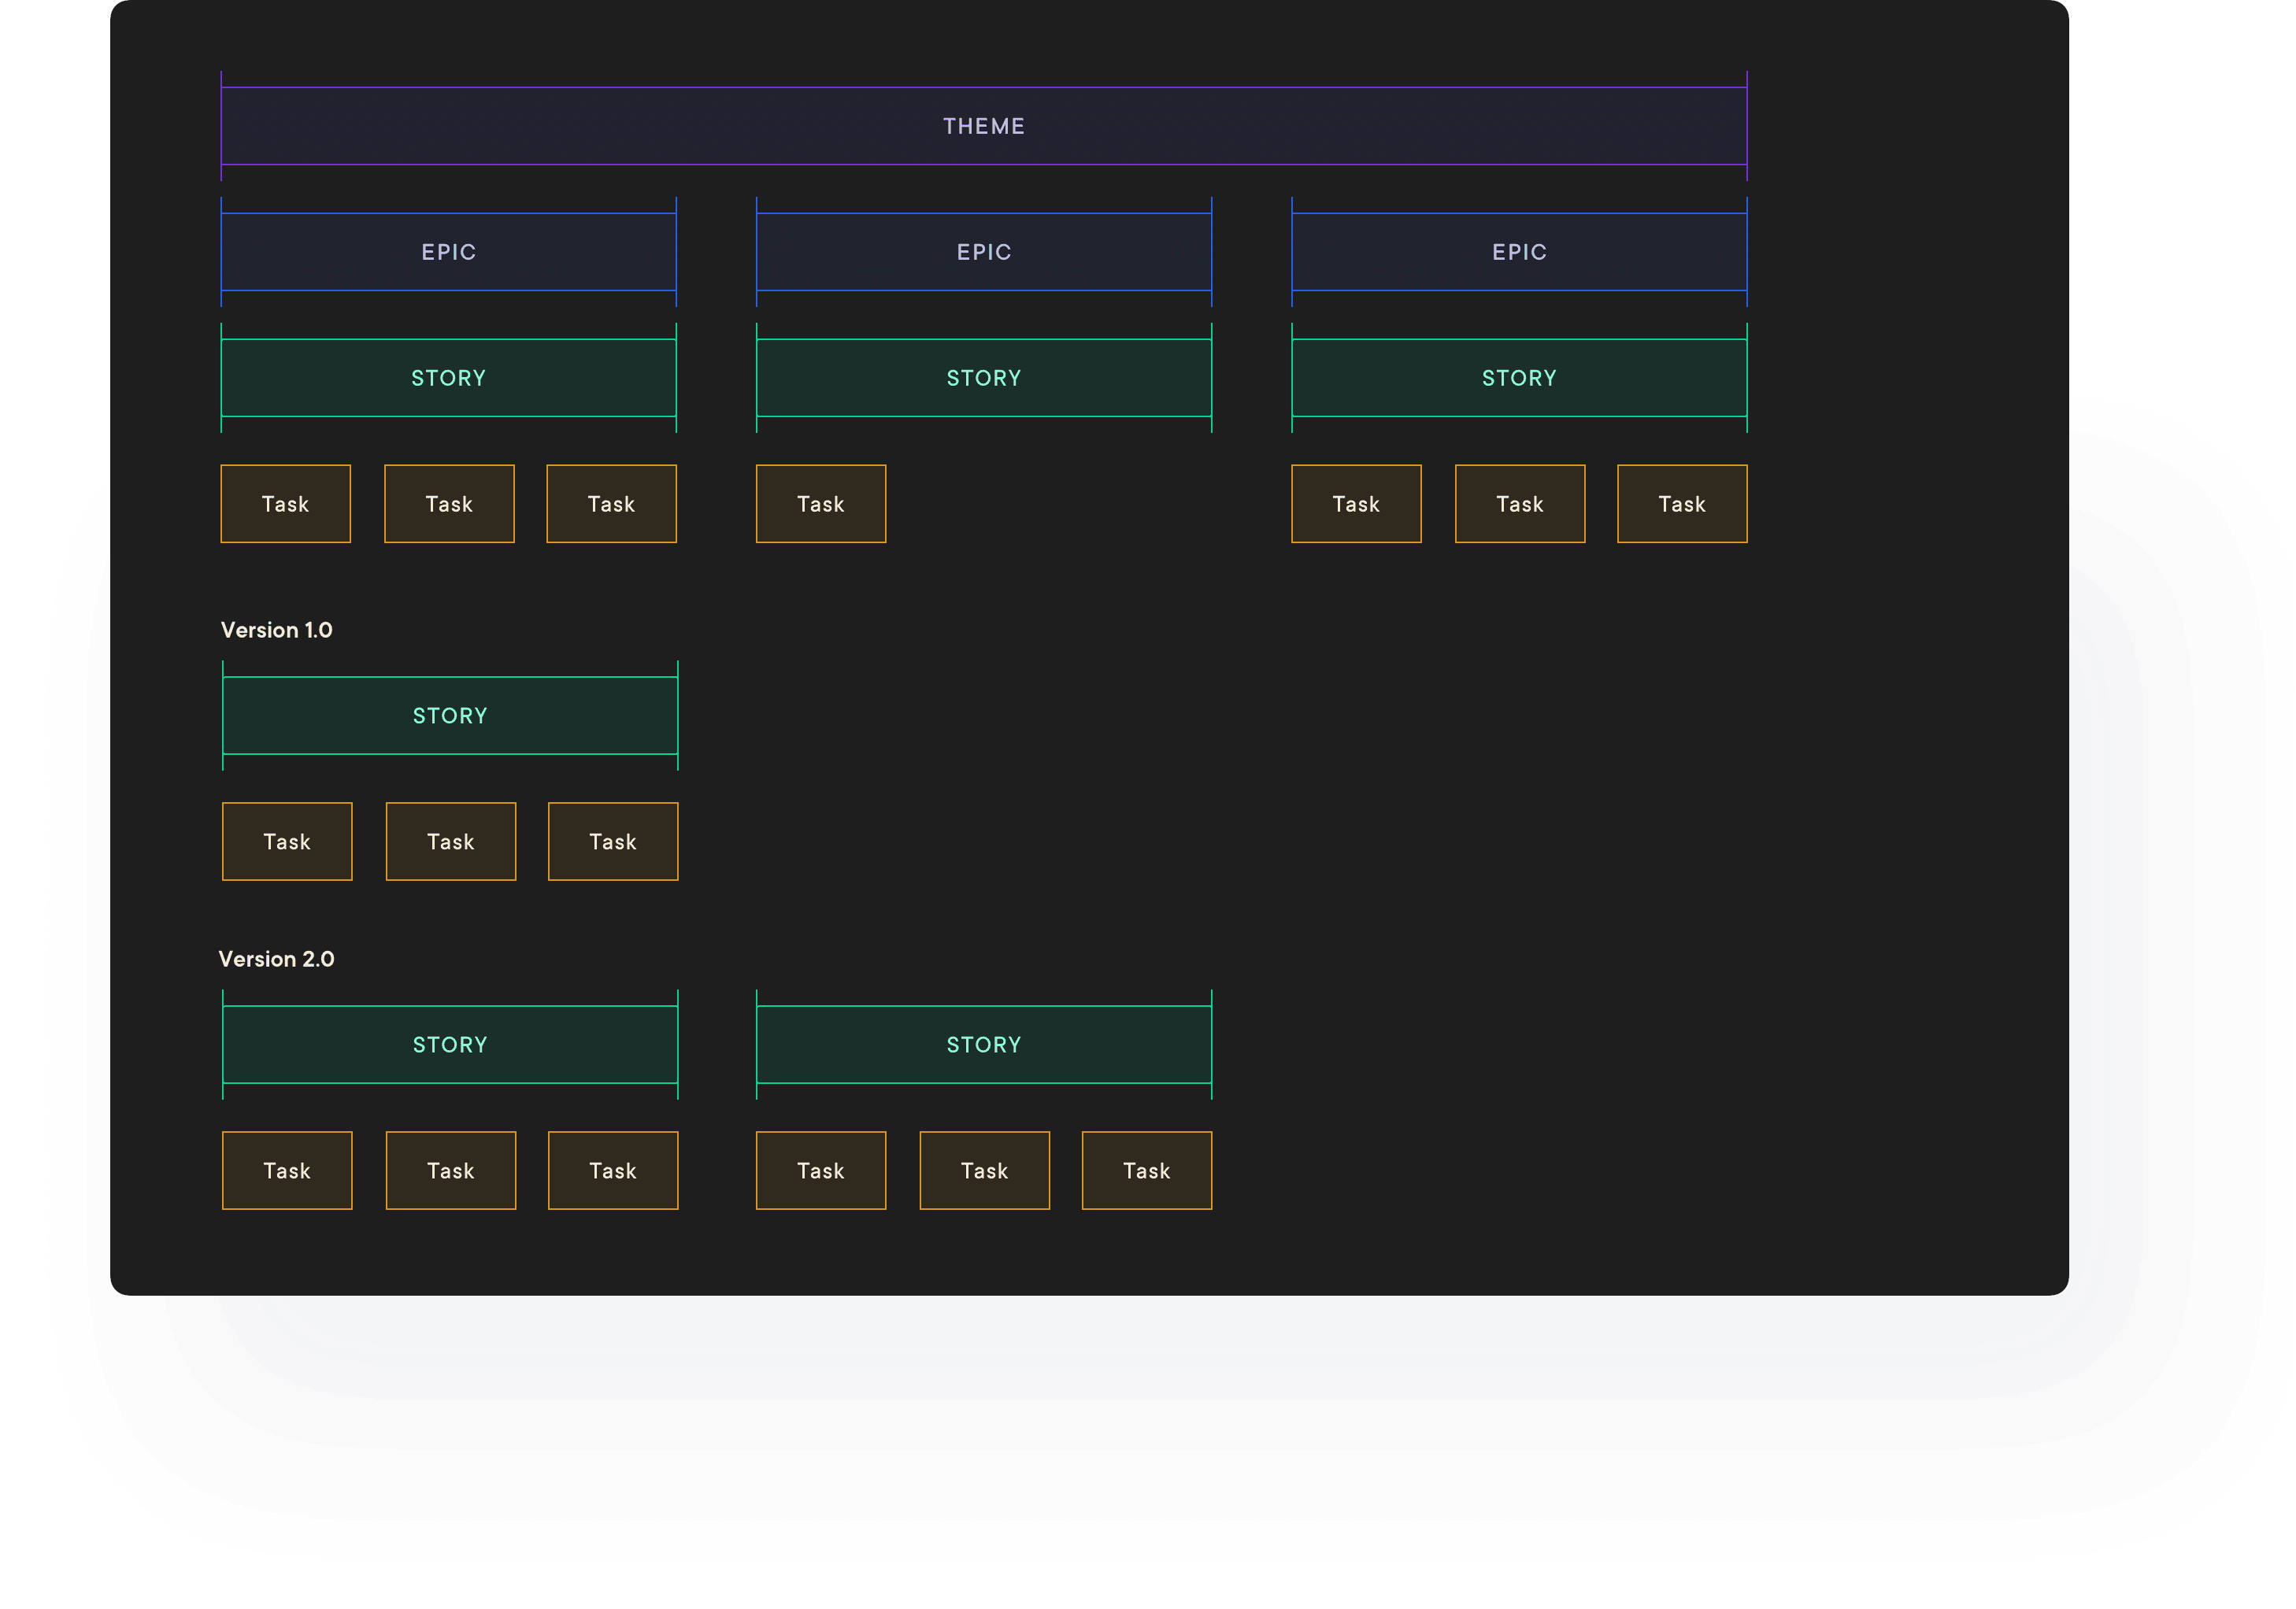 THEME
EPIC EPIC EPIC
STORY STORY STORY
Task Task Task Task Task Task Task
Version 1.0
STORY
Task Task Task
Version 2.0
STORY STORY
Task Task Task Task Task Task